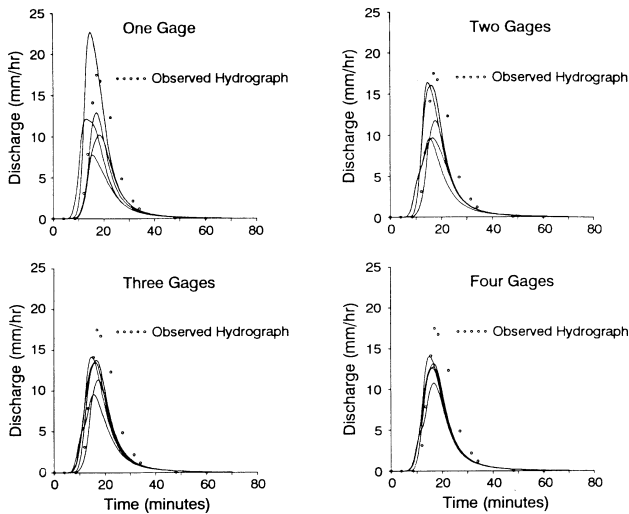 One Gage
Observed Hydrograph
Discharge (mm/hr)
25
20
15
10
5
0
0 20 40 60 80
Two Gages
Observed Hydrograph
Discharge (mm/hr)
25
20
15
10
5
0
0 20 40 60 80
Three Gages
Observed Hydrograph
Discharge (mm/hr)
25
20
15
10
5
0
0 20 40 60 80
Time (minutes)
Four Gages
Observed Hydrograph
Discharge (mm/hr)
25
20
15
10
5
0
0 20 40 60 80
Time (minutes)